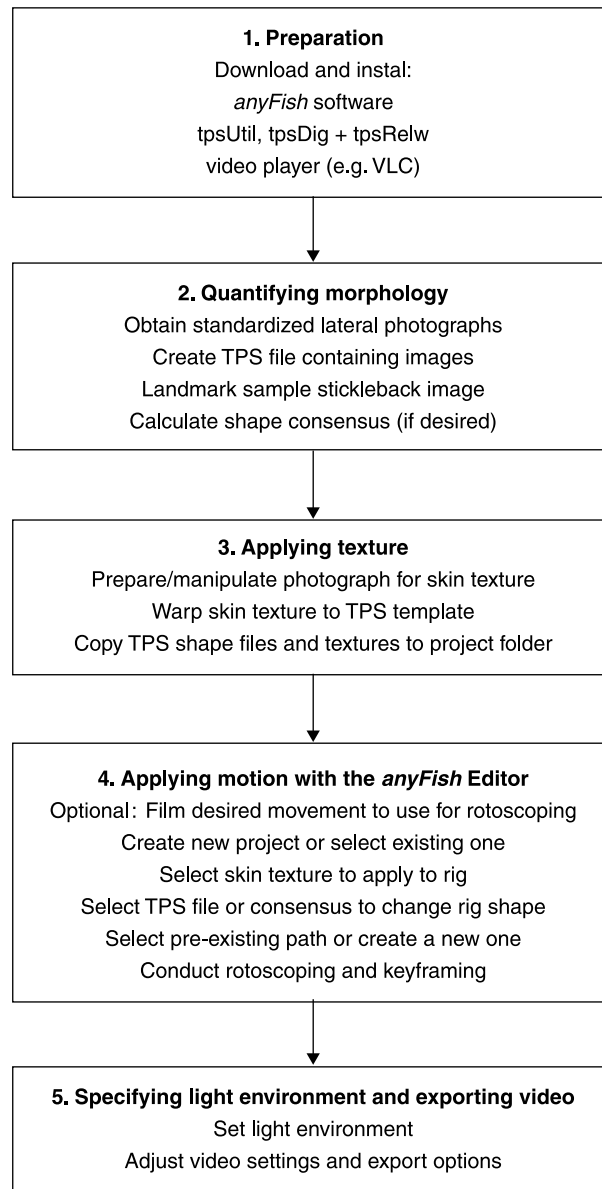 1. Preparation
Download and instal:
anyFish software
tpsUtil, tpsDig + tpsRelw
video player (e.g. VLC)
2. Quantifying morphology
Obtain standardized lateral photographs
Create TPS file containing images
Landmark sample stickleback image
Calculate shape consensus (if desired)
3. Applying texture
Prepare/manipulate photograph for skin texture
Warp skin texture to TPS template
Copy TPS shape files and textures to project folder
4. Applying motion with the anyFish Editor
Optional: Film desired movement to use for rotoscoping
Create new project or select existing one
Select skin texture to apply to rig
Select TPS file or consensus to change rig shape
Select pre-existing path or create a new one
Conduct rotoscoping and keyframing
5. Specifying light environment and exporting video
Set light environment
Adjust video settings and export options